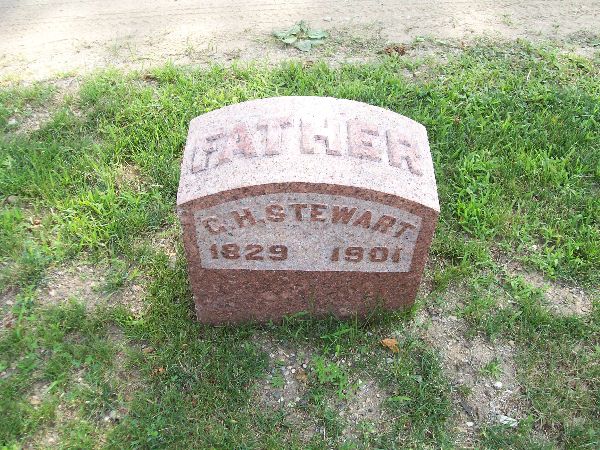 FATHER
C. H. STEWART
1829 1901